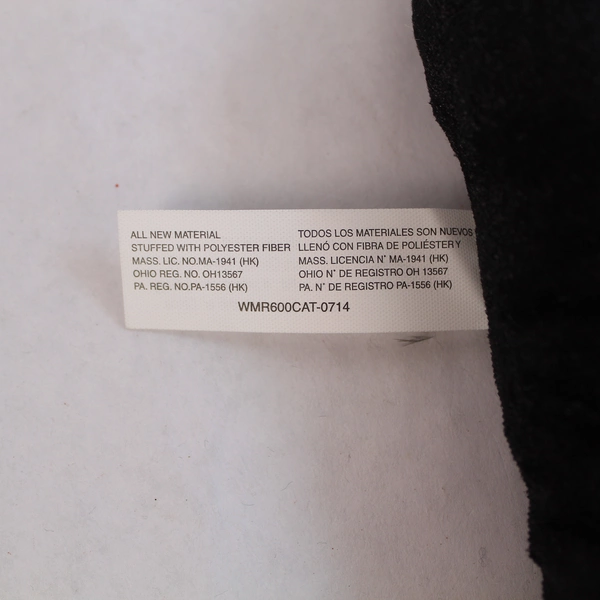 ALL NEW MATERIAL
STUFFED WITH POLYESTER FIBER
MASS. LIC. NO.MA-1941 (HK)
OHIO REG. NO. OH13567
PA. REG. NO.PA-1556 (HK)
TODOS LOS MATERIALES SON NUEVOS
LLENÓ CON FIBRA DE POLIÉSTER Y
MASS. LICENCIA N° MA-1941 (HK)
OHIO N° DE REGISTRO OH 13567
PA. N° DE REGISTRO PA-1556 (HK)
WMR600CAT-0714